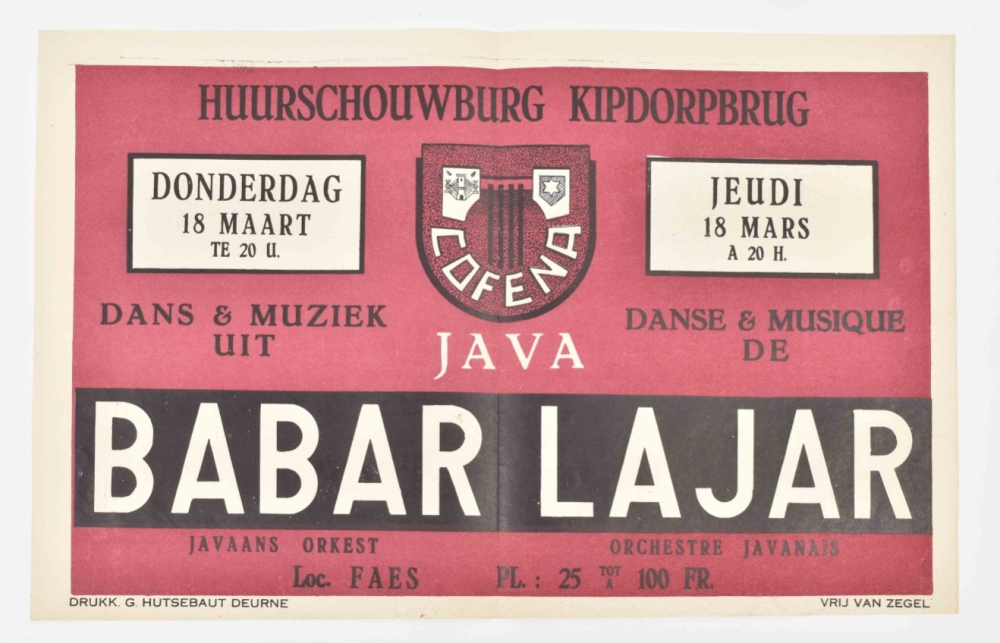 HUURSCHOUWBURG KIPDORPBRUG
DONDERDAG
18 MAART
TE 20 U.
COFENA
JEUDI
18 MARS
A 20 H.
DANS & MUZIEK
UIT
JAVA
DANSE & MUSIQUE
DE
BABAR LAJAR
JAVAANS ORKEST
ORCHESTRE JAVANAIS
Loc. FAES PL.: 25 TOT A 100 FR.
DRUKK. G. HUTSEBAUT DEURNE
VRIJ VAN ZEGEL